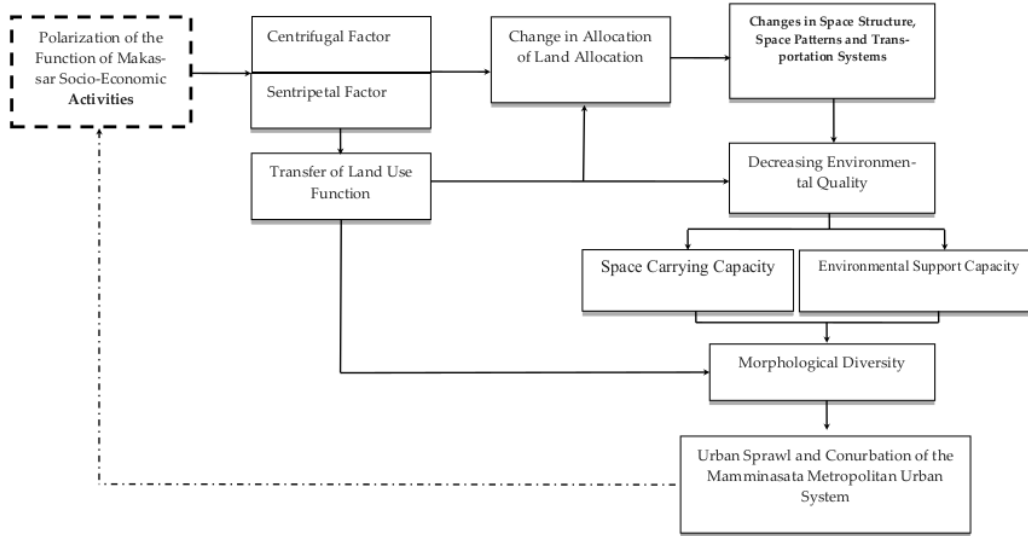 Polarization of the
Function of Makas-
sar Socio-Economic
Activities
Centrifugal Factor
Sentripetal Factor
Change in Allocation
of Land Allocation
Changes in Space Structure,
Space Patterns and Trans-
portation Systems
Transfer of Land Use
Function
Decreasing Environmen-
tal Quality
Space Carrying Capacity
Environmental Support Capacity
Morphological Diversity
Urban Sprawl and Conurbation of the
Mamminasata Metropolitan Urban
System